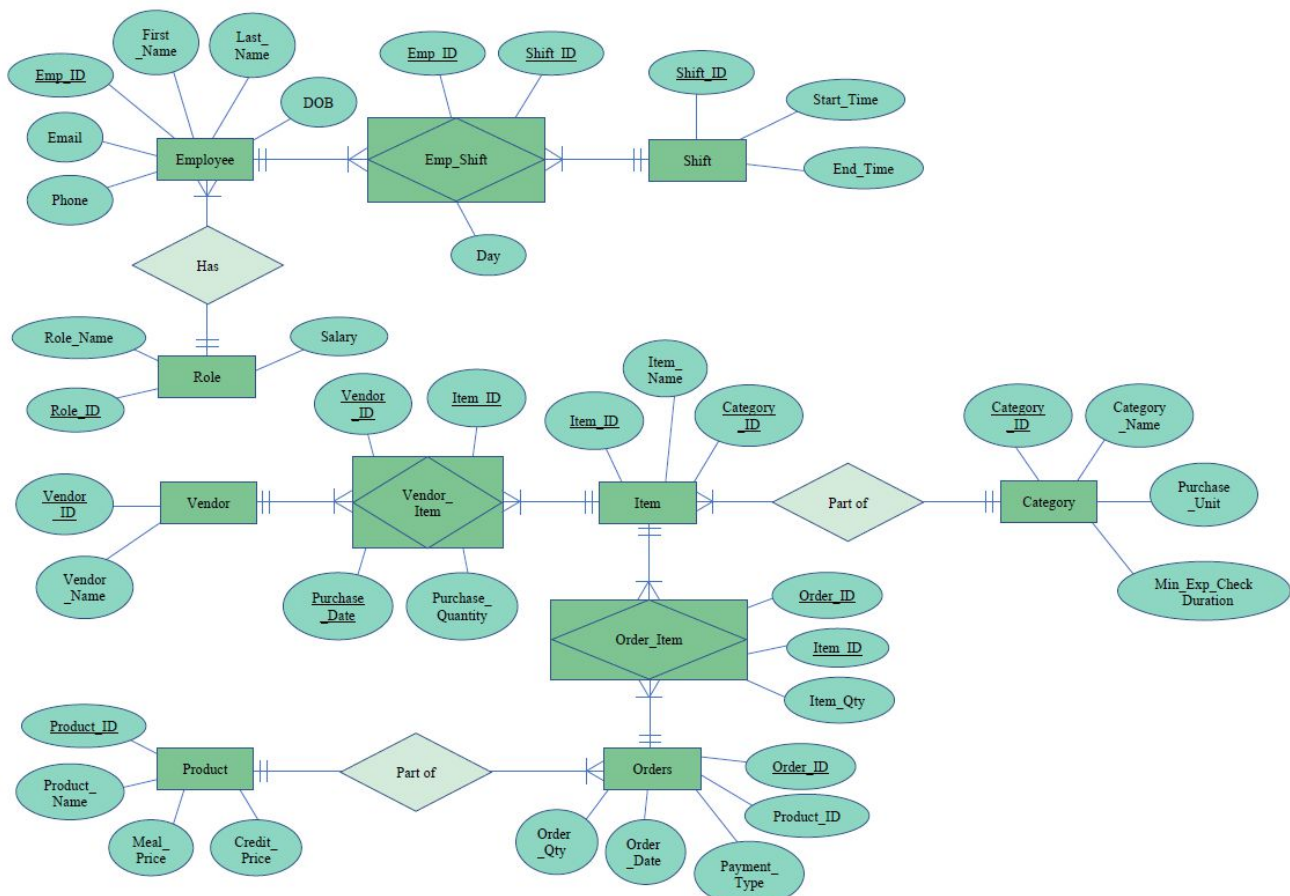 First
_Name
Last_
Name
Emp_ID
DOB
Email
Employee
Phone
Emp_ID
Shift_ID
Emp_Shift
Day
Shift_ID
Start_Time
Shift
End_Time
Has
Role_Name
Salary
Role
Role_ID
Vendor
_ID
Item_ID
Item_
Name
Item_ID
Category
_ID
Category
_ID
Category
_Name
Vendor
_ID
Vendor
Vendor_
Item
Item
Part of
Category
Purchase
_Unit
Vendor
_Name
Purchase
_Date
Purchase_
Quantity
Min_Exp_Check
Duration
Order_ID
Order_Item
Item_ID
Item_Qty
Product_ID
Product
Part of
Orders
Order_ID
Product_
Name
Product_ID
Meal_
Price
Credit_
Price
Order
_Qty
Order
_Date
Payment_
Type